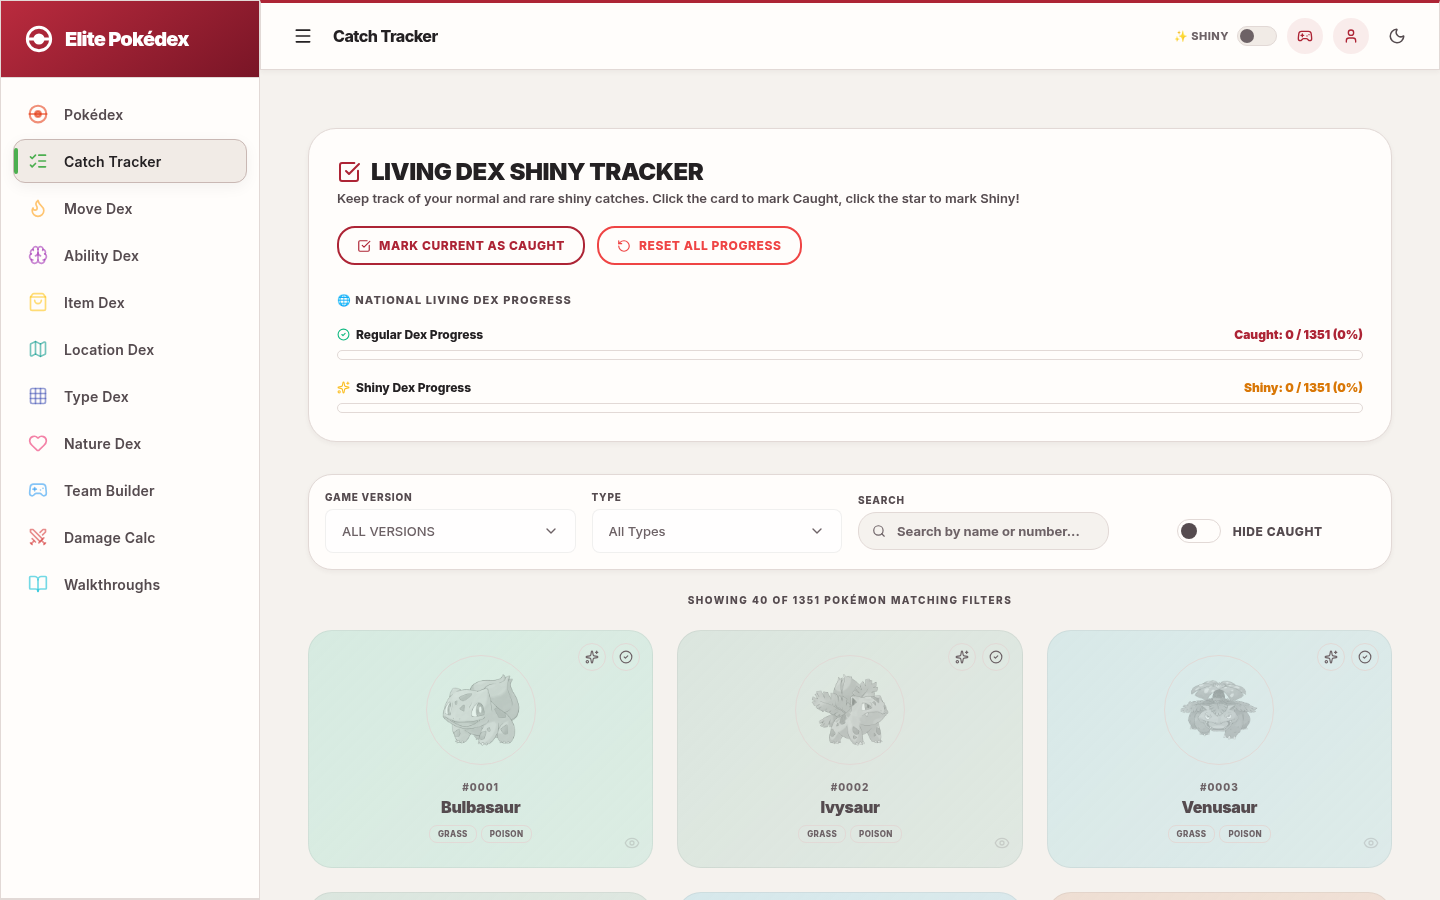 Elite Pokédex
Catch Tracker
✨ SHINY
Pokédex
Catch Tracker
Move Dex
Ability Dex
Item Dex
Location Dex
Type Dex
Nature Dex
Team Builder
Damage Calc
Walkthroughs
LIVING DEX SHINY TRACKER
Keep track of your normal and rare shiny catches. Click the card to mark Caught, click the star to mark Shiny!
MARK CURRENT AS CAUGHT
RESET ALL PROGRESS
🌐 NATIONAL LIVING DEX PROGRESS
Regular Dex Progress
Caught: 0 / 1351 (0%)
Shiny Dex Progress
Shiny: 0 / 1351 (0%)
GAME VERSION
ALL VERSIONS
TYPE
All Types
SEARCH
Search by name or number...
HIDE CAUGHT
SHOWING 40 OF 1351 POKÉMON MATCHING FILTERS
#0001
Bulbasaur
GRASS POISON
#0002
Ivysaur
GRASS POISON
#0003
Venusaur
GRASS POISON